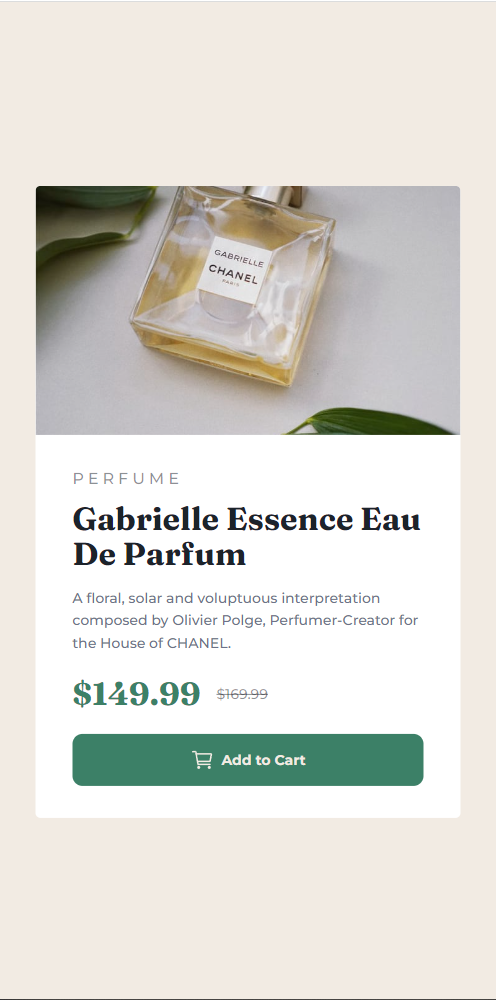 GABRIELLE
CHANEL
PARIS
PERFUME
Gabrielle Essence Eau
De Parfum
A floral, solar and voluptuous interpretation
composed by Olivier Polge, Perfumer-Creator for
the House of CHANEL.
$149.99 $169.99
Add to Cart